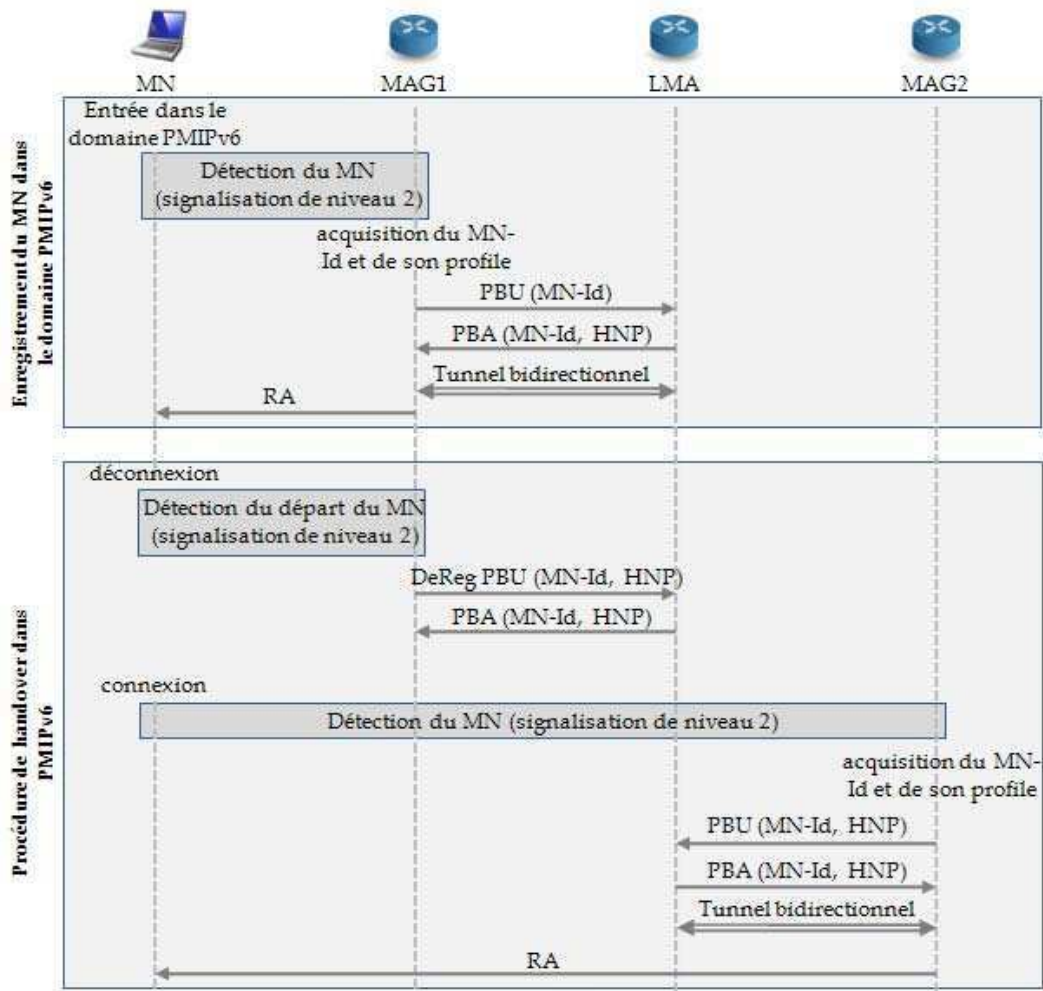 MN
MAG1
LMA
MAG2
Enregistrement du MN dans
le domaine PMIPv6
Entrée dans le
domaine PMIPv6
Détection du MN
(signalisation de niveau 2)
acquisition du MN-
Id et de son profile
PBU (MN-Id)
PBA (MN-Id, HNP)
Tunnel bidirectionnel
RA
Procédure de handover dans
PMIPv6
déconnexion
Détection du départ du MN
(signalisation de niveau 2)
DeReg PBU (MN-Id, HNP)
PBA (MN-Id, HNP)
connexion
Détection du MN (signalisation de niveau 2)
acquisition du MN-
Id et de son profile
PBU (MN-Id, HNP)
PBA (MN-Id, HNP)
Tunnel bidirectionnel
RA